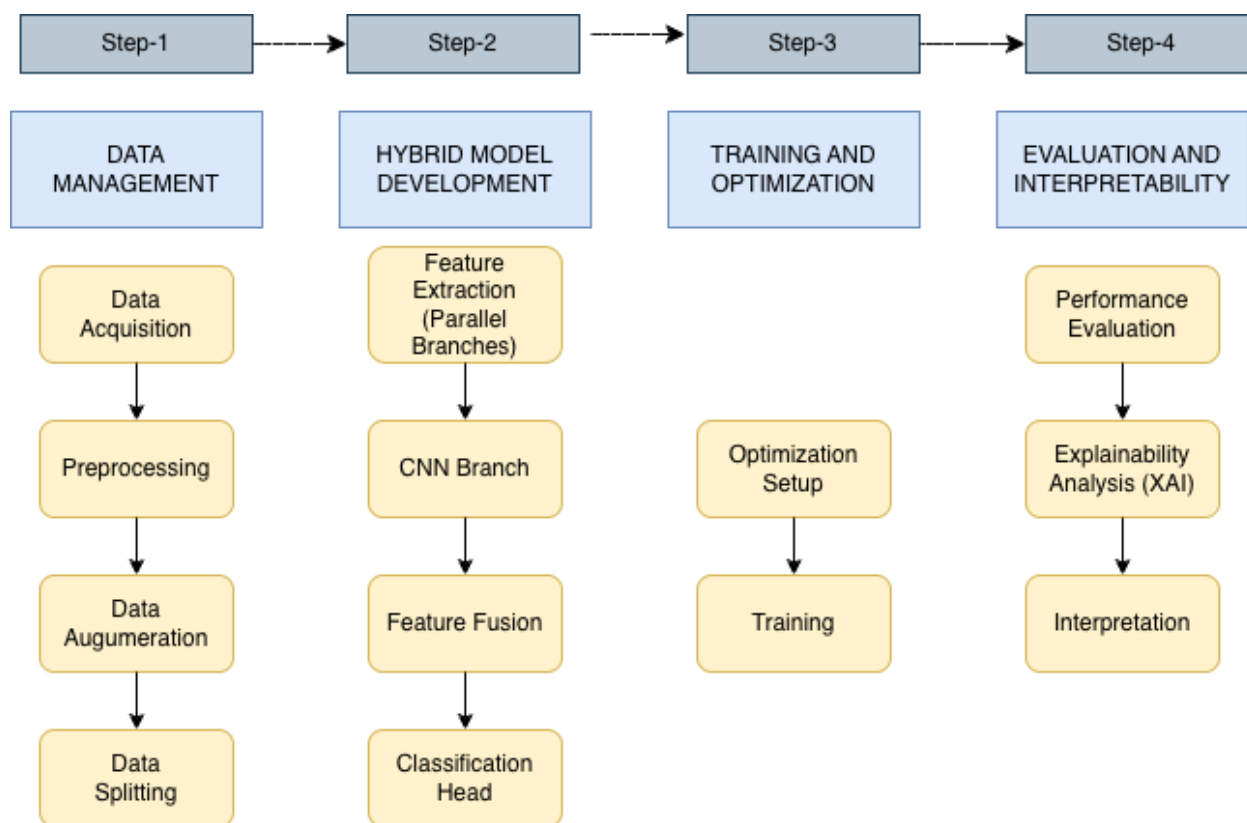 Step-1
Step-2
Step-3
Step-4
DATA
MANAGEMENT
HYBRID MODEL
DEVELOPMENT
TRAINING AND
OPTIMIZATION
EVALUATION AND
INTERPRETABILITY
Data
Acquisition
Preprocessing
Data
Augumeration
Data
Splitting
Feature
Extraction
(Parallel
Branches)
CNN Branch
Feature Fusion
Classification
Head
Optimization
Setup
Training
Performance
Evaluation
Explainability
Analysis (XAI)
Interpretation